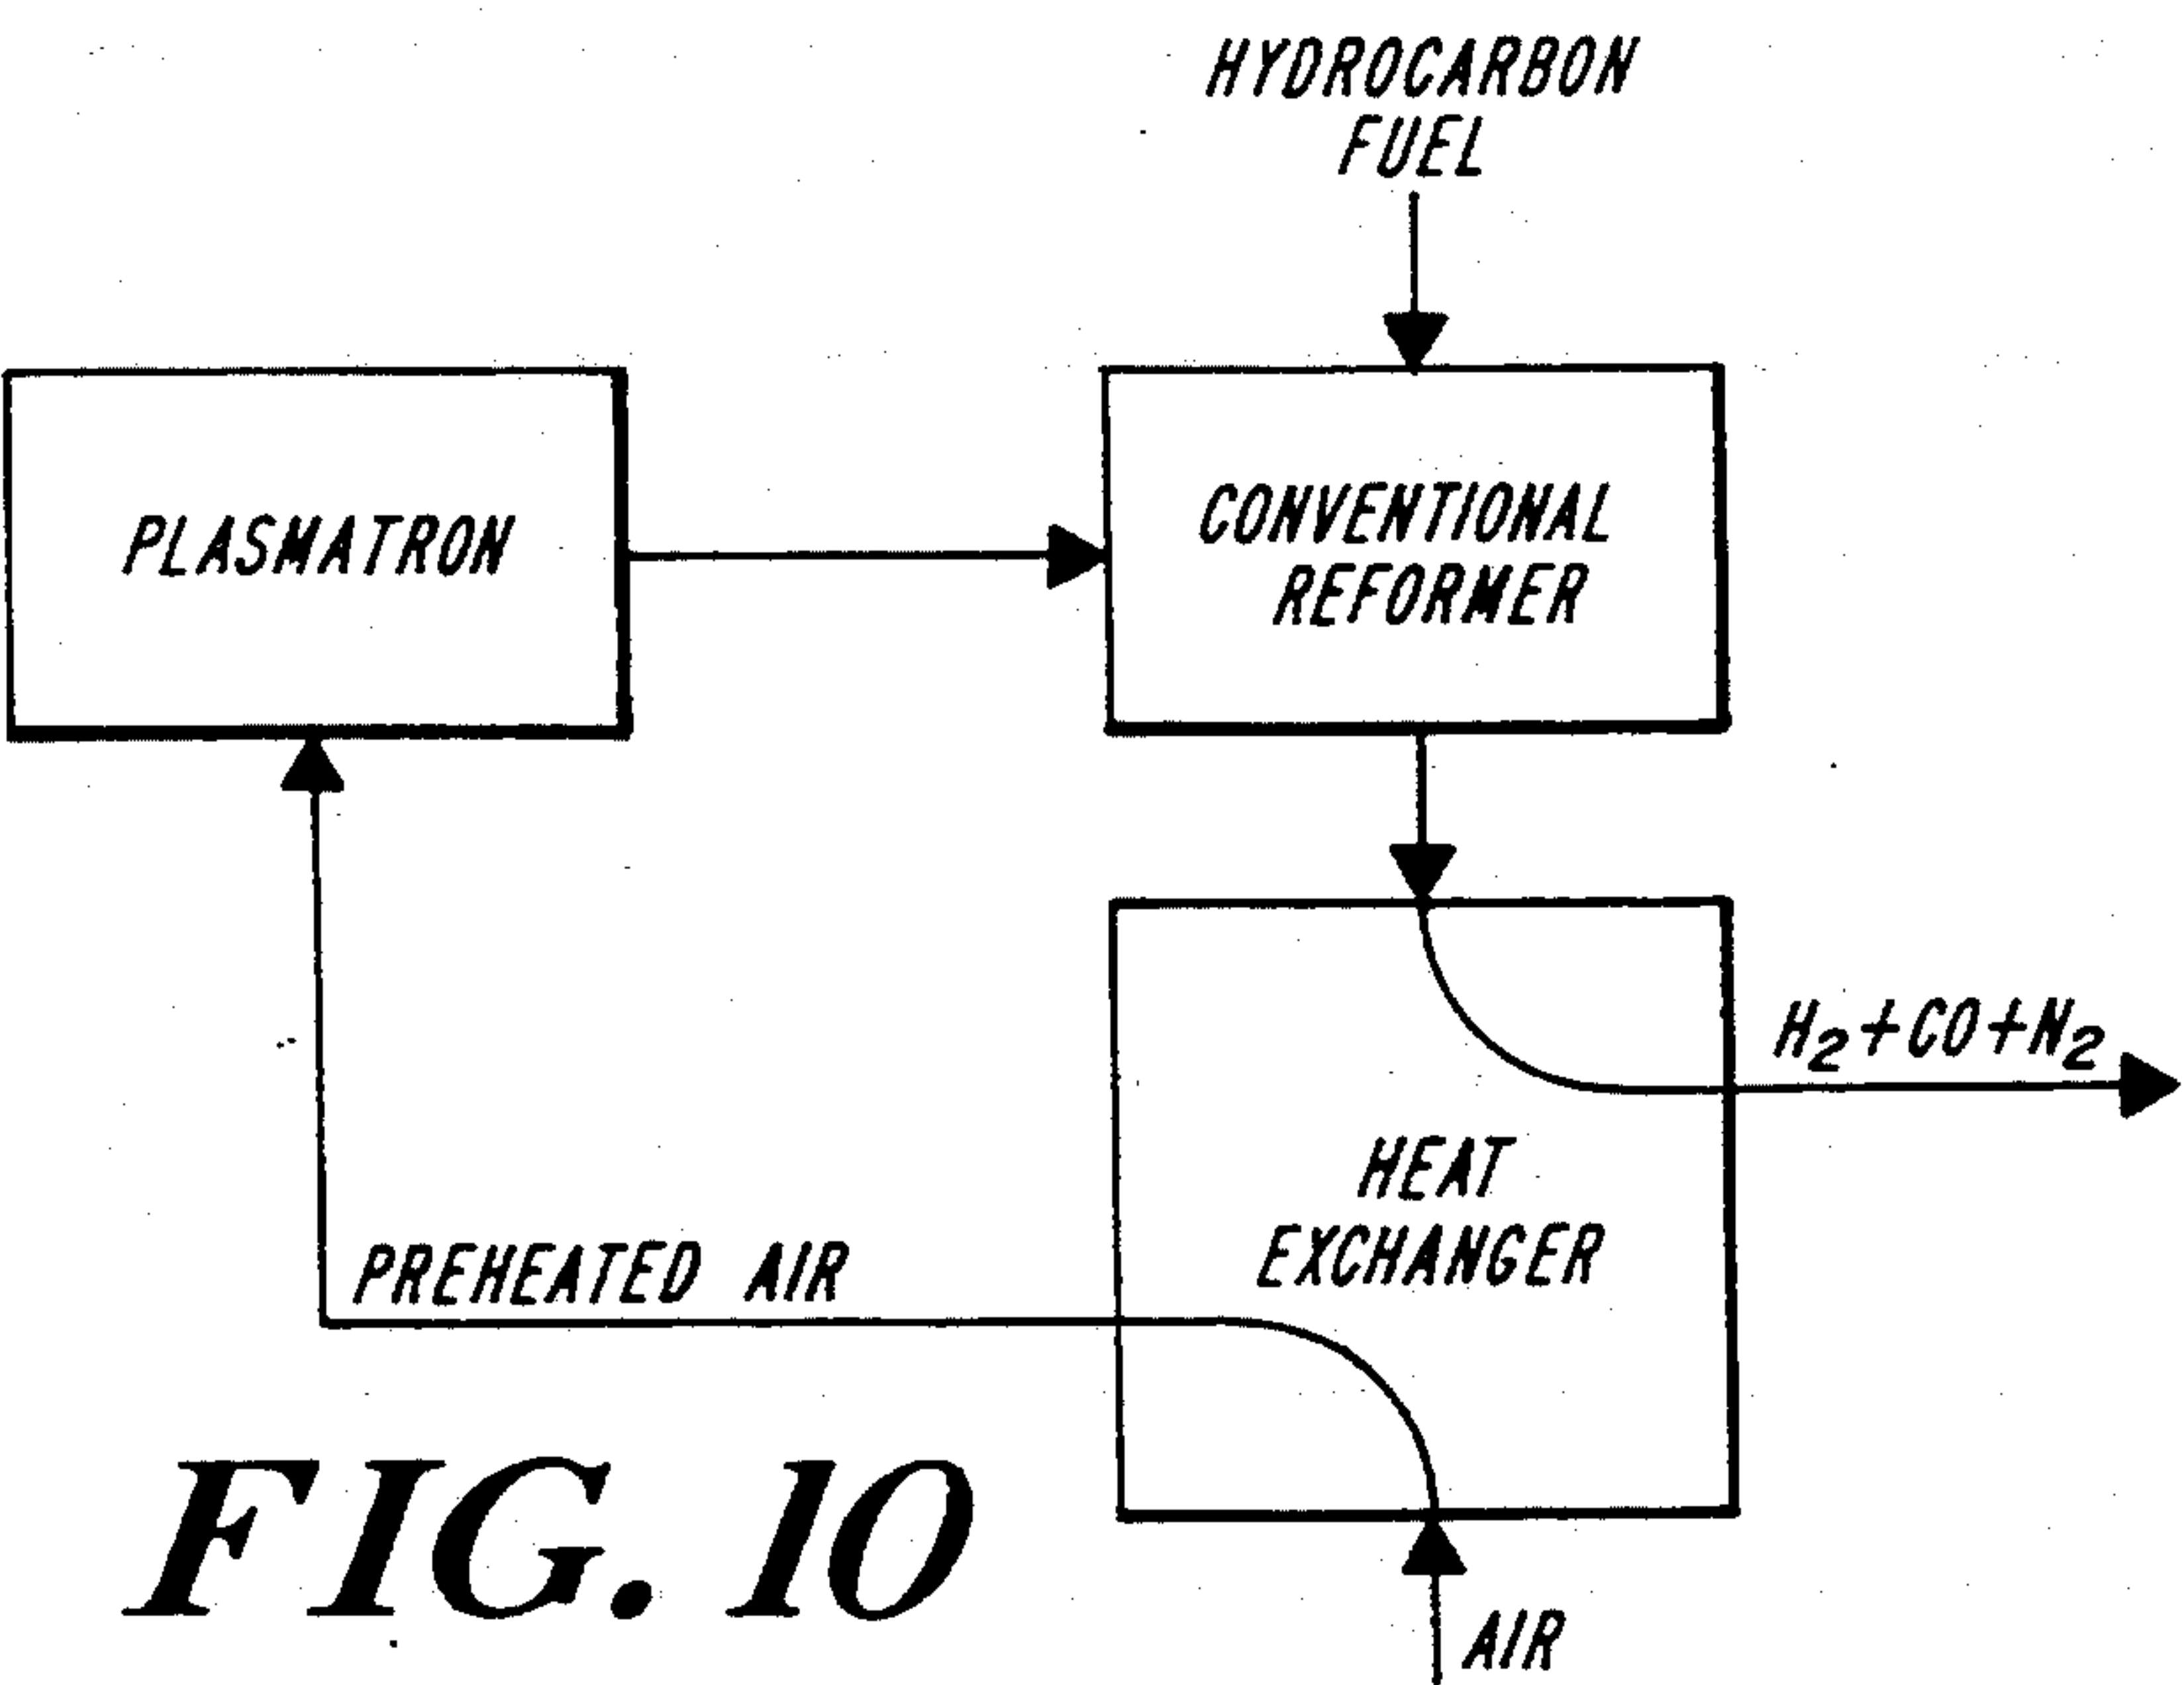 HYDROCARBON
FUEL
PLASMATRON
CONVENTIONAL
REFORMER
H₂+CO+N₂
HEAT
EXCHANGER
PREHEATED AIR
FIG. 10
AIR